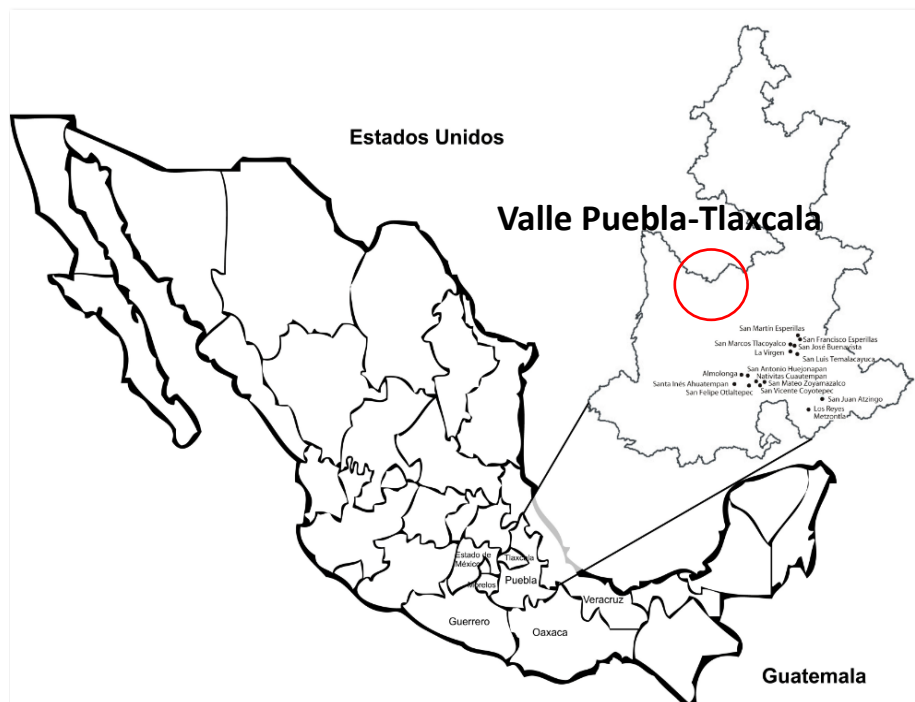 Estados Unidos
Valle Puebla-Tlaxcala
San Martín Esperillas
San Francisco Esperillas
San Marcos Tlacoyalco
San José Buenavista
La Virgen
San Luis Temalacayuca
San Antonio Huejonapan
Almolonga
Nativitas Cuautempan
Santa Inés Ahuatempan
San Mateo Zoyamazalco
San Felipe Otlaltepec
San Vicente Coyotepec
San Juan Atzingo
Los Reyes
Metzontla
Estado de
México
Tlaxcala
Morelos
Puebla
Veracruz
Guerrero
Oaxaca
Guatemala